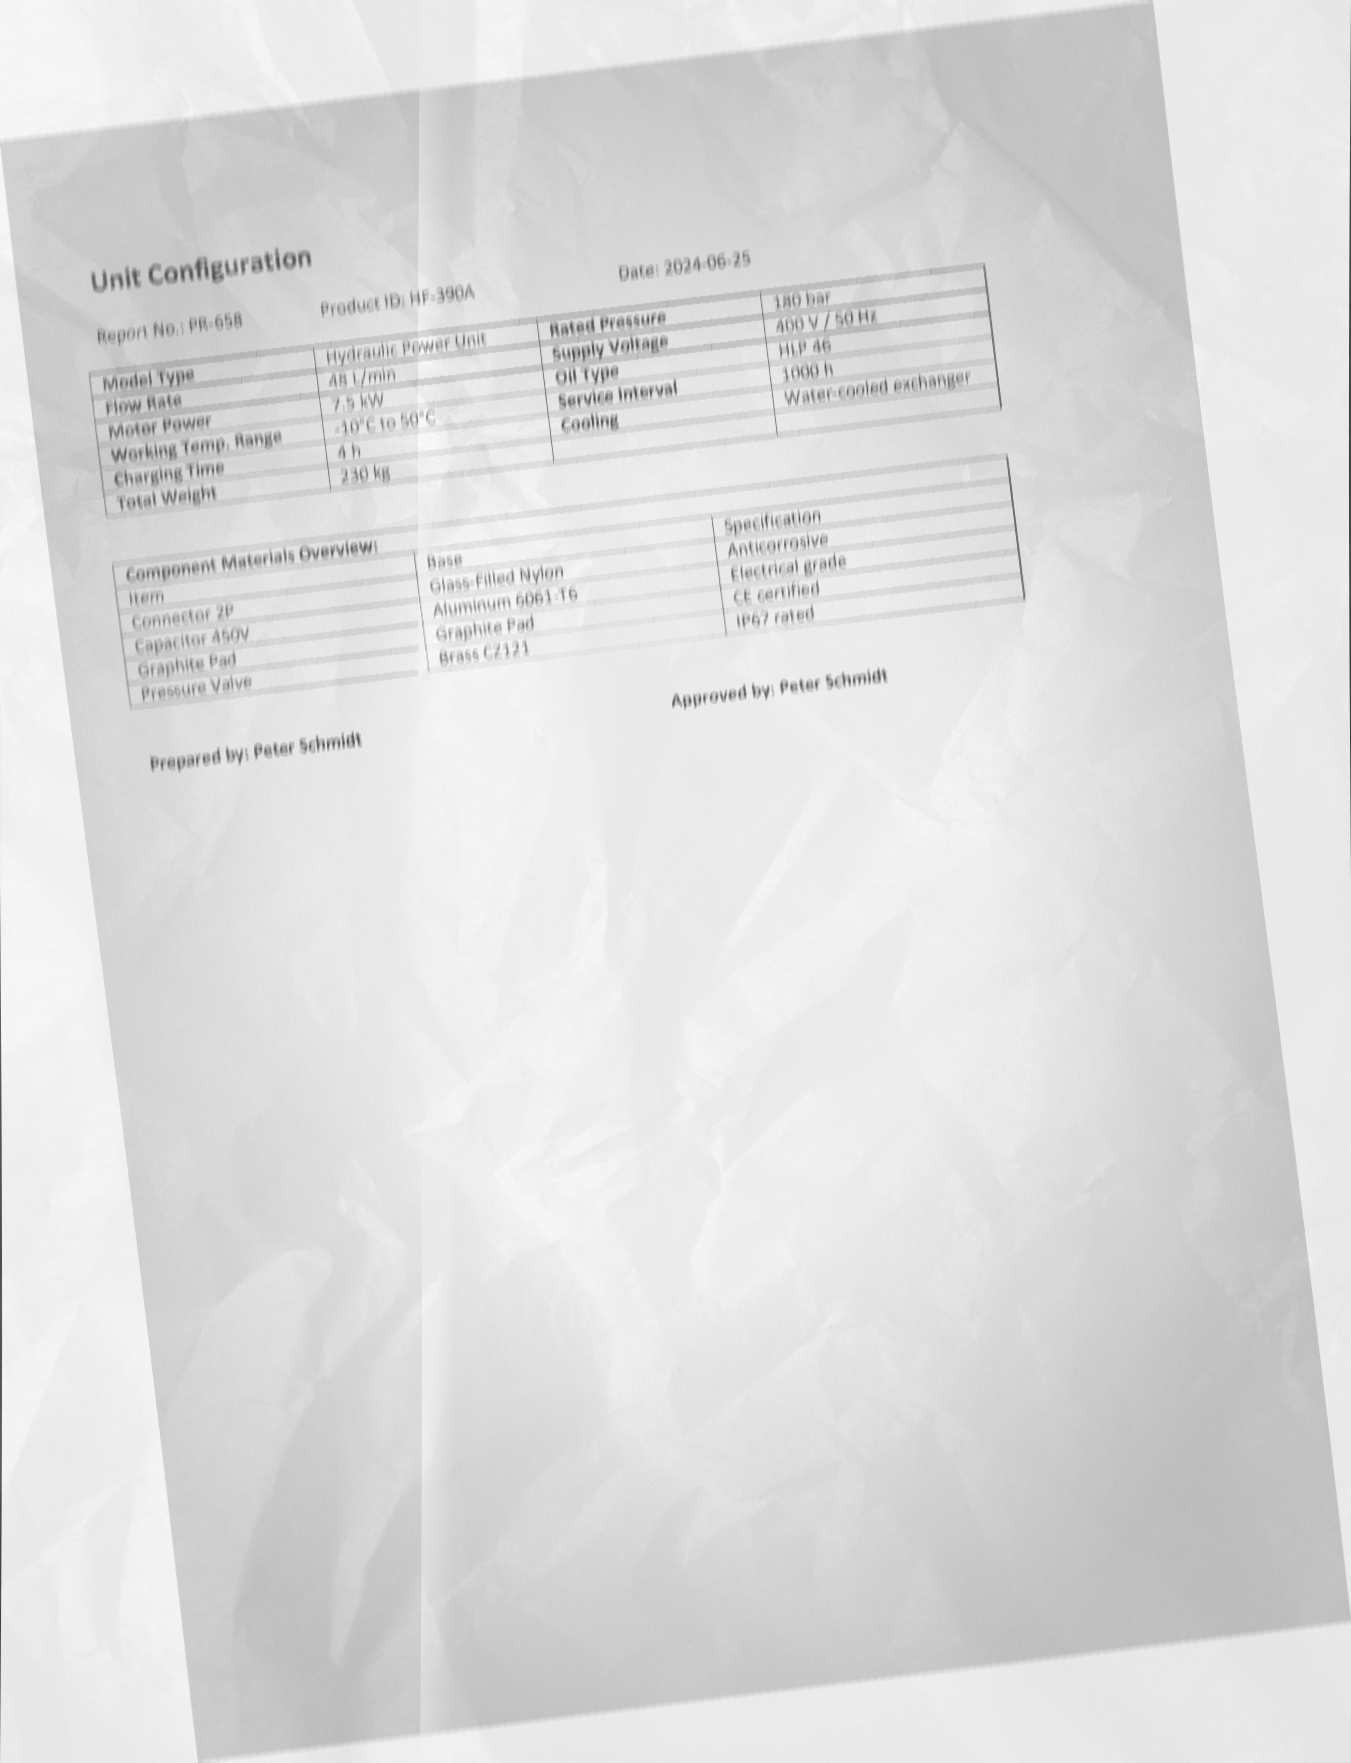 Unit Configuration
Report No.: PR-658 Product ID: HF-390A Date: 2024-06-25
Model Type Hydraulic Power Unit Rated Pressure 180 bar
Flow Rate 48 L/min Supply Voltage 400 V / 50 Hz
Motor Power 7.5 kW Oil Type HLP 46
Working Temp. Range -10°C to 50°C Service Interval 1000 h
Charging Time 4 h Cooling Water-cooled exchanger
Total Weight 230 kg
Component Materials Overview:
Item Base Specification
Connector 2P Glass-Filled Nylon Anticorrosive
Capacitor 450V Aluminum 6061-T6 Electrical grade
Graphite Pad Graphite Pad CE certified
Pressure Valve Brass CZ121 IP67 rated
Prepared by: Peter Schmidt Approved by: Peter Schmidt